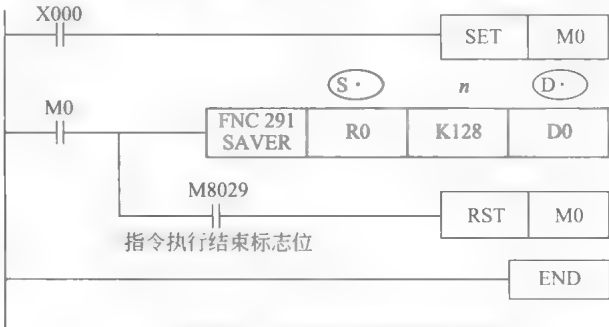 X000
SET M0
S· n D·
M0
FNC 291
SAVER R0 K128 D0
M8029
RST M0
指令执行结束标志位
END